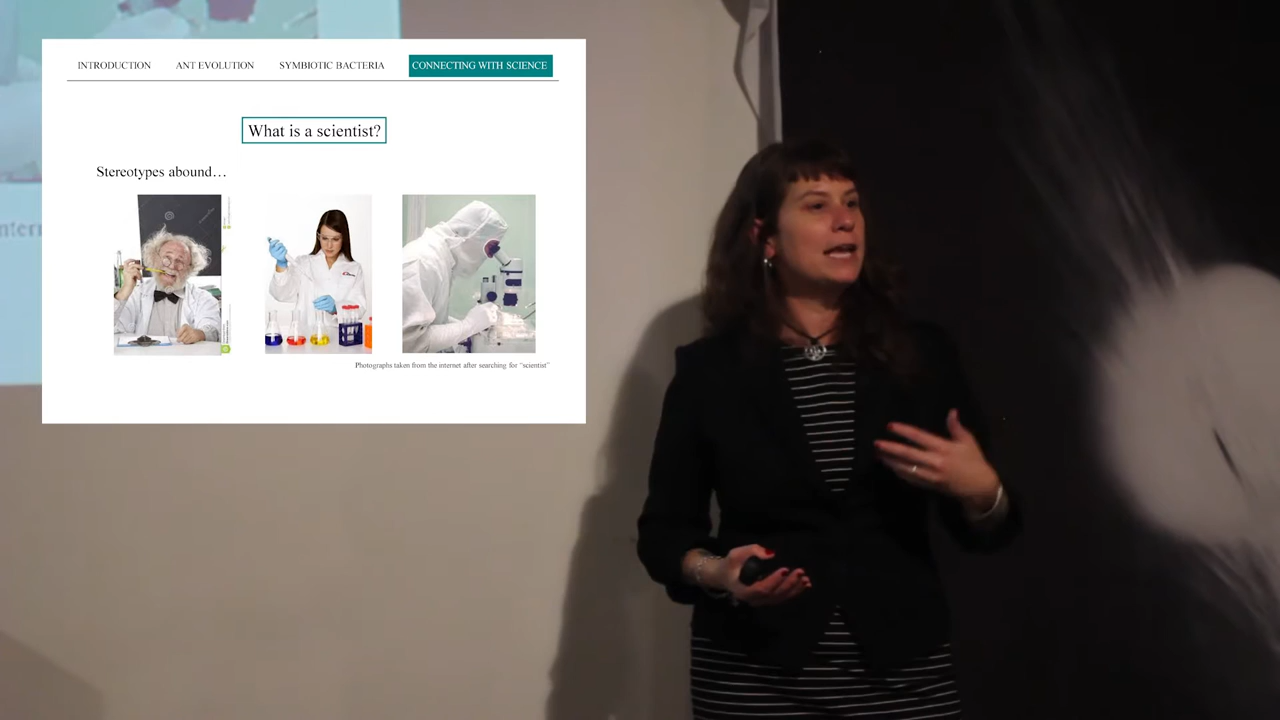 INTRODUCTION ANT EVOLUTION SYMBIOTIC BACTERIA CONNECTING WITH SCIENCE
What is a scientist?
Stereotypes abound…
Photographs taken from the internet after searching for "scientist"